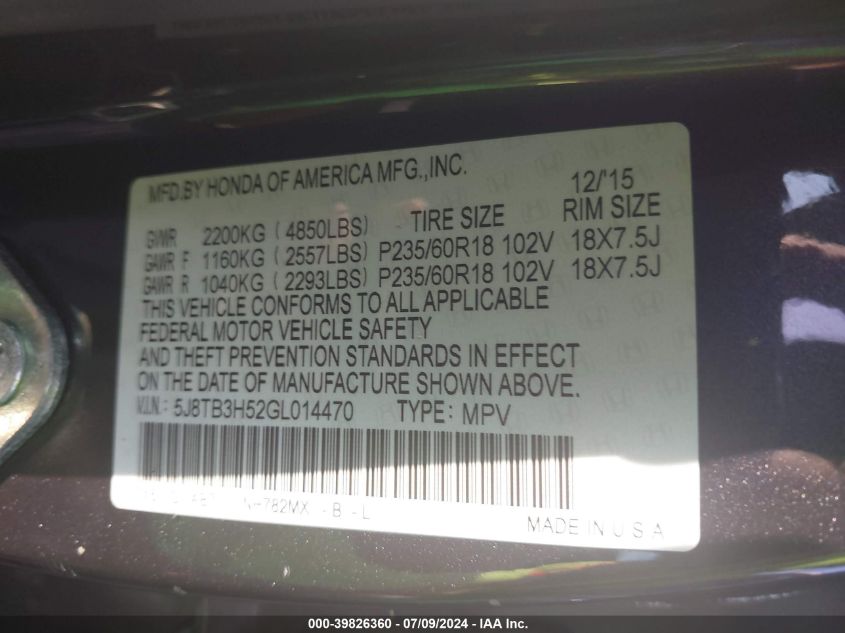 MFD.BY HONDA OF AMERICA MFG.,INC. 12/'15
GVWR 2200KG (4850LBS) TIRE SIZE RIM SIZE
GAWR F 1160KG (2557LBS) P235/60R18 102V 18X7.5J
GAWR R 1040KG (2293LBS) P235/60R18 102V 18X7.5J
THIS VEHICLE CONFORMS TO ALL APPLICABLE
FEDERAL MOTOR VEHICLE SAFETY
AND THEFT PREVENTION STANDARDS IN EFFECT
ON THE DATE OF MANUFACTURE SHOWN ABOVE.
V.I.N.: 5J8TB3H52GL014470 TYPE: MPV
NH782MX -B -L
MADE IN U S A
000-39826360 - 07/09/2024 - IAA Inc.